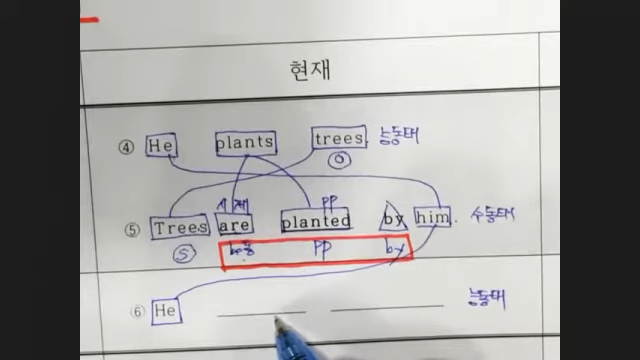 현재
④ He plants trees. 능동태
O
시제 PP
⑤ Trees are planted by him. 수동태
S be동 PP by
⑥ He 능동태